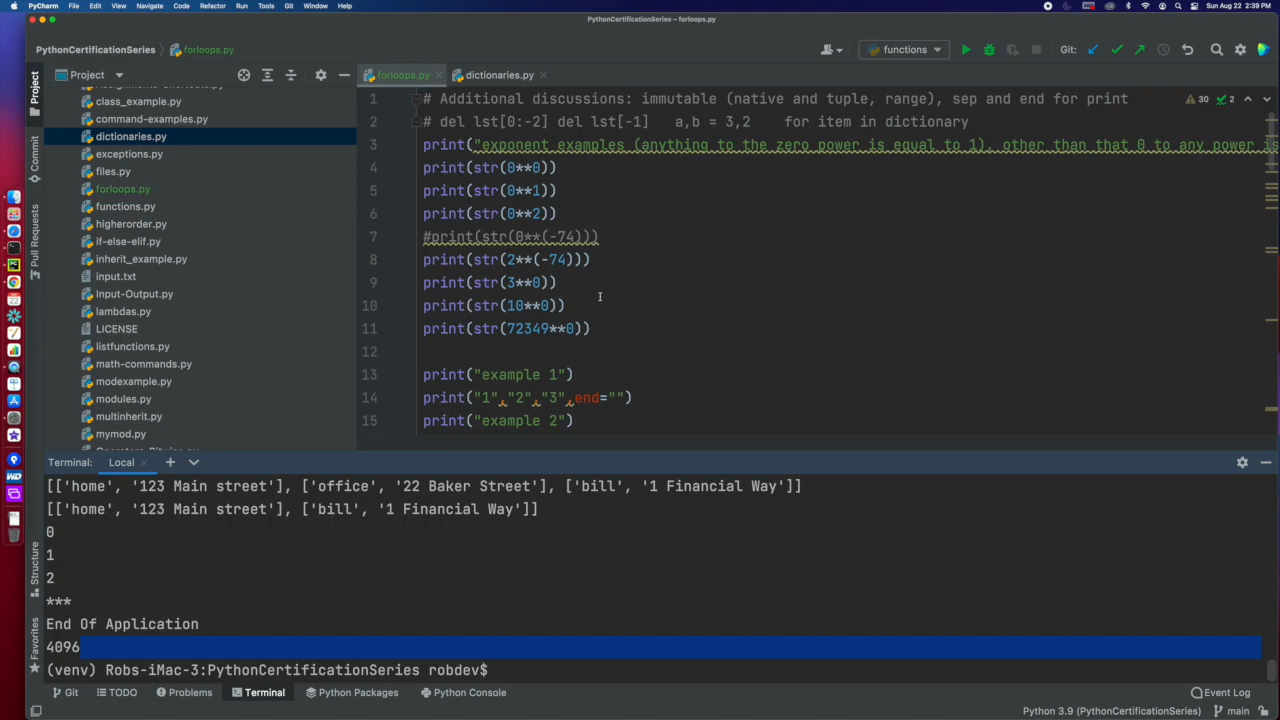 PyCharm File Edit View Navigate Code Refactor Run Tools Git Window Help Sun Aug 22 2:39 PM
PythonCertificationSeries – forloops.py
PythonCertificationSeries forloops.py functions Git:
Project forloops.py dictionaries.py
class_example.py
command-examples.py
dictionaries.py
exceptions.py
files.py
forloops.py
functions.py
higherorder.py
if-else-elif.py
inherit_example.py
input.txt
Input-Output.py
lambdas.py
LICENSE
listfunctions.py
math-commands.py
modexample.py
modules.py
multinherit.py
mymod.py
Project
Commit
Pull Requests
Structure
Favorites
1 # Additional discussions: immutable (native and tuple, range), sep and end for print
2 # del lst[0:-2] del lst[-1] a,b = 3,2 for item in dictionary
3 print("exponent examples (anything to the zero power is equal to 1), other than that 0 to any power is
4 print(str(0**0))
5 print(str(0**1))
6 print(str(0**2))
7 #print(str(0**(-74)))
8 print(str(2**(-74)))
9 print(str(3**0))
10 print(str(10**0))
11 print(str(72349**0))
12
13 print("example 1")
14 print("1","2","3",end="")
15 print("example 2")
30 2
Terminal: Local
[['home', '123 Main street'], ['office', '22 Baker Street'], ['bill', '1 Financial Way']]
[['home', '123 Main street'], ['bill', '1 Financial Way']]
0
1
2
***
End Of Application
4096
(venv) Robs-iMac-3:PythonCertificationSeries robdev$
Git TODO Problems Terminal Python Packages Python Console Event Log
Python 3.9 (PythonCertificationSeries) main